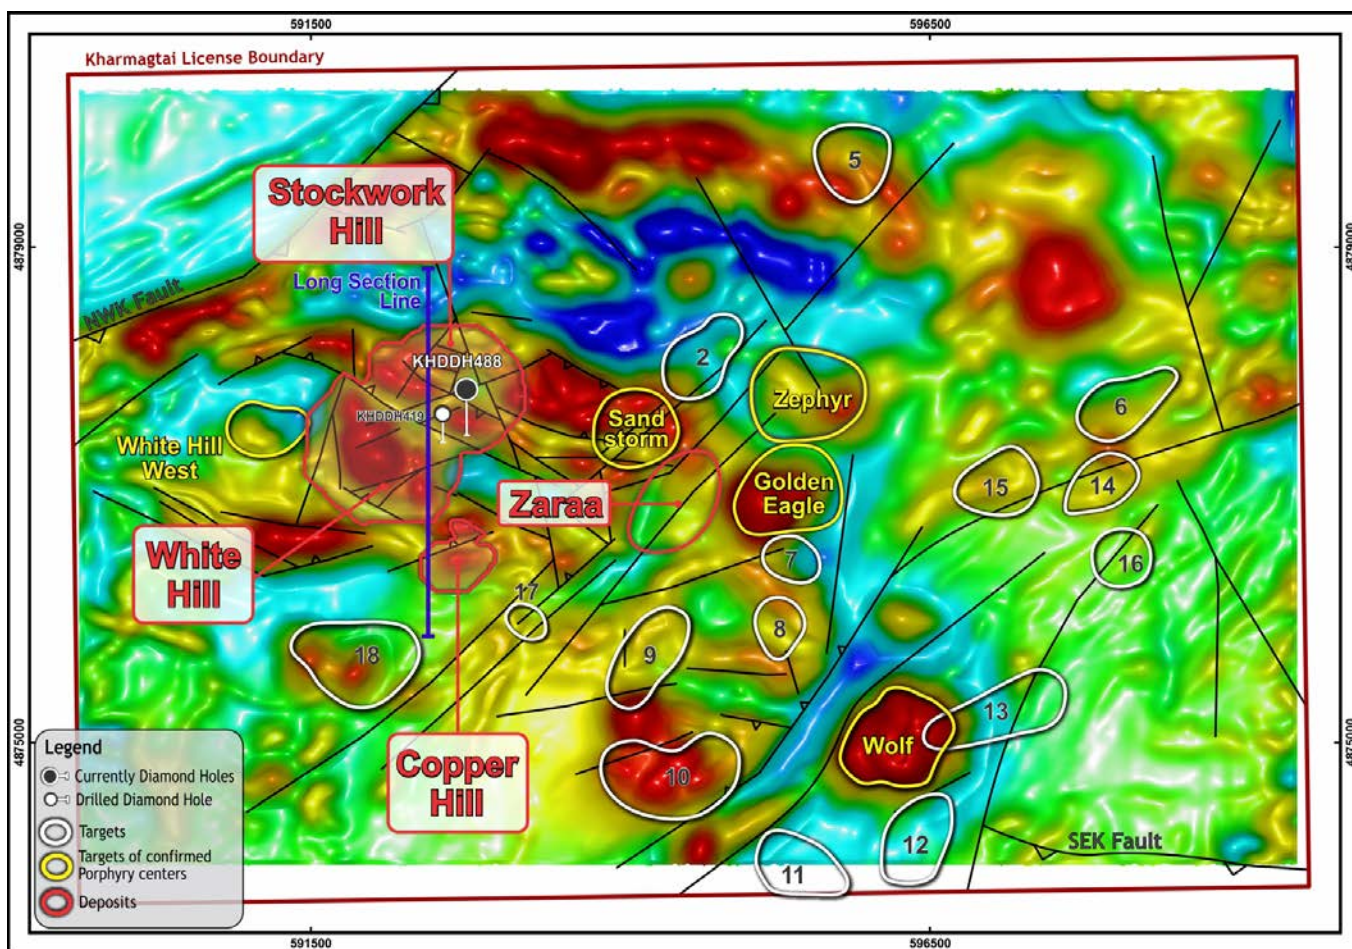 591500
596500
Kharmagtai License Boundary
5
Stockwork
Hill
4879000
4879000
Long Section
Line
NWK Fault
2
KHDDH488
KHDDH419
Zephyr
6
Sand
storm
White Hill
West
Golden
Eagle
15
14
Zaraa
7
16
White
Hill
17
8
18
9
13
Wolf
4875000
4875000
Legend
Currently Diamond Holes
Drilled Diamond Hole
Targets
Targets of confirmed
Porphyry centers
Deposits
Copper
Hill
10
12
SEK Fault
11
591500
596500